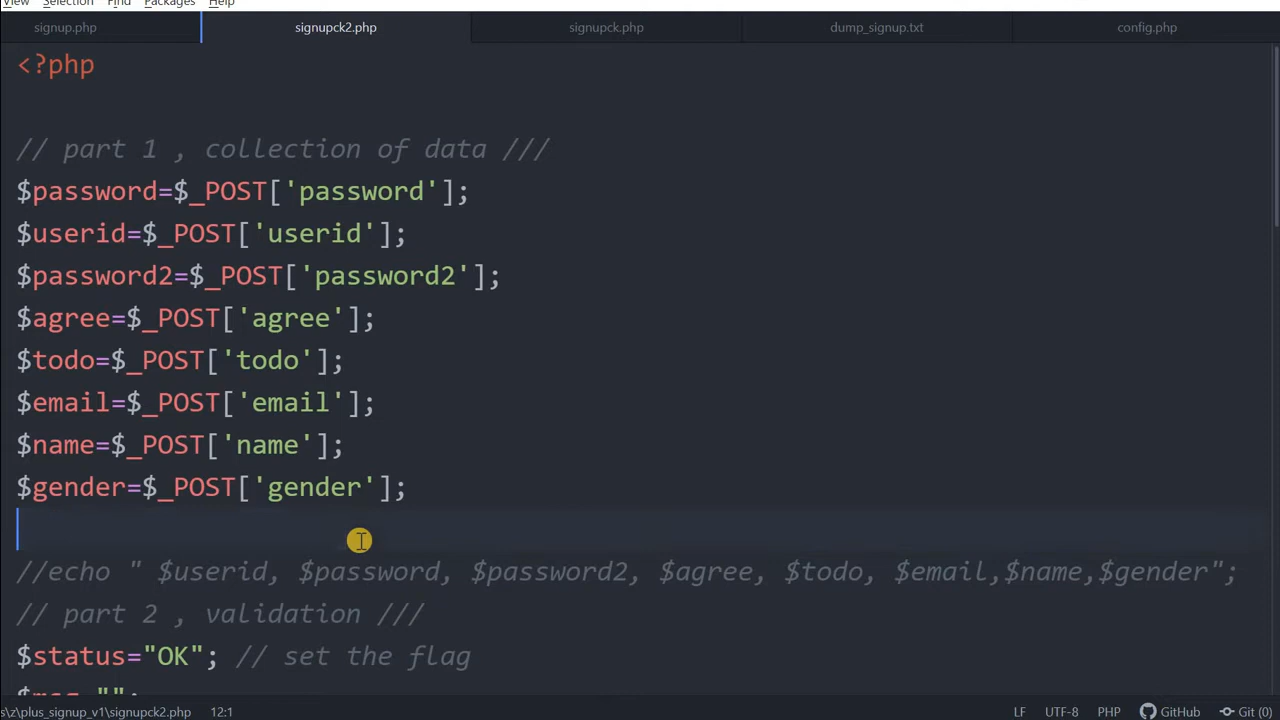 View Selection Find Packages Help
signup.php signupck2.php signupck.php dump_signup.txt config.php
<?php
// part 1 , collection of data ///
$password=$_POST['password'];
$userid=$_POST['userid'];
$password2=$_POST['password2'];
$agree=$_POST['agree'];
$todo=$_POST['todo'];
$email=$_POST['email'];
$name=$_POST['name'];
$gender=$_POST['gender'];
//echo " $userid, $password, $password2, $agree, $todo, $email,$name,$gender";
// part 2 , validation ///
$status="OK"; // set the flag
$msg="";
s\z\plus_signup_v1\signupck2.php 12:1 LF UTF-8 PHP GitHub Git (0)